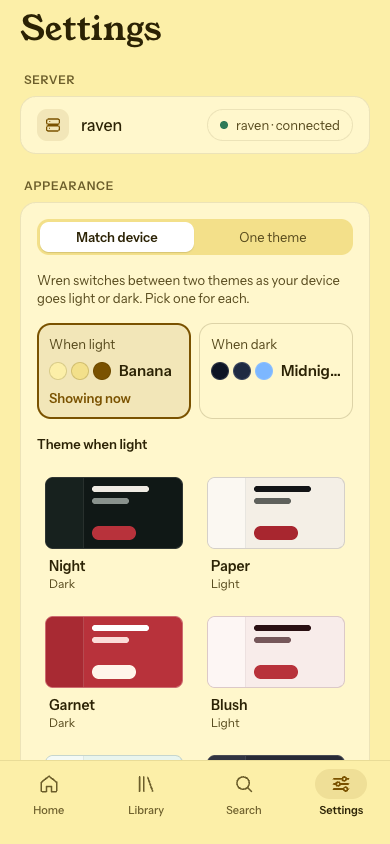 Settings
SERVER
raven
raven · connected
APPEARANCE
Match device
One theme
Wren switches between two themes as your device
goes light or dark. Pick one for each.
When light
Banana
Showing now
When dark
Midnig...
Theme when light
Night
Dark
Paper
Light
Garnet
Dark
Blush
Light
Home
Library
Search
Settings